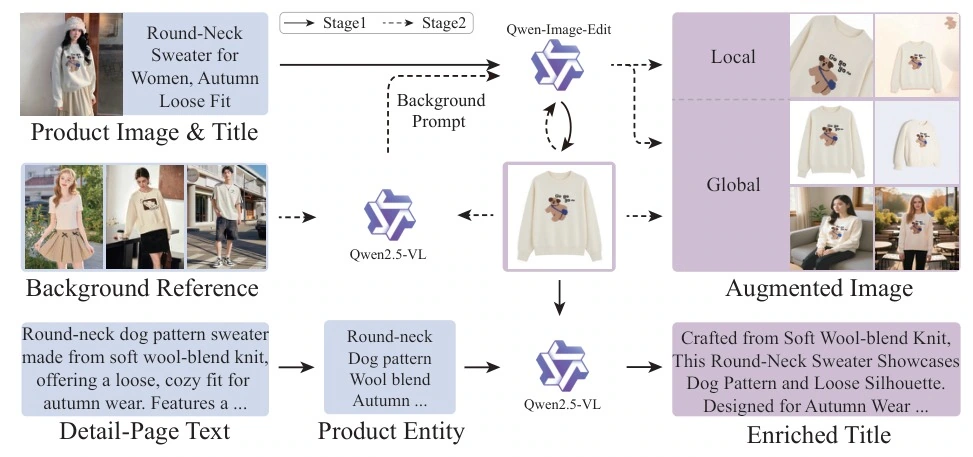 Stage1
Stage2
Round-Neck
Sweater for
Women, Autumn
Loose Fit
Product Image & Title
Qwen-Image-Edit
Background
Prompt
Local
Global
Augmented Image
Background Reference
Qwen2.5-VL
Round-neck dog pattern sweater
made from soft wool-blend knit,
offering a loose, cozy fit for
autumn wear. Features a ...
Detail-Page Text
Round-neck
Dog pattern
Wool blend
Autumn ...
Product Entity
Qwen2.5-VL
Crafted from Soft Wool-blend Knit,
This Round-Neck Sweater Showcases
Dog Pattern and Loose Silhouette.
Designed for Autumn Wear ...
Enriched Title